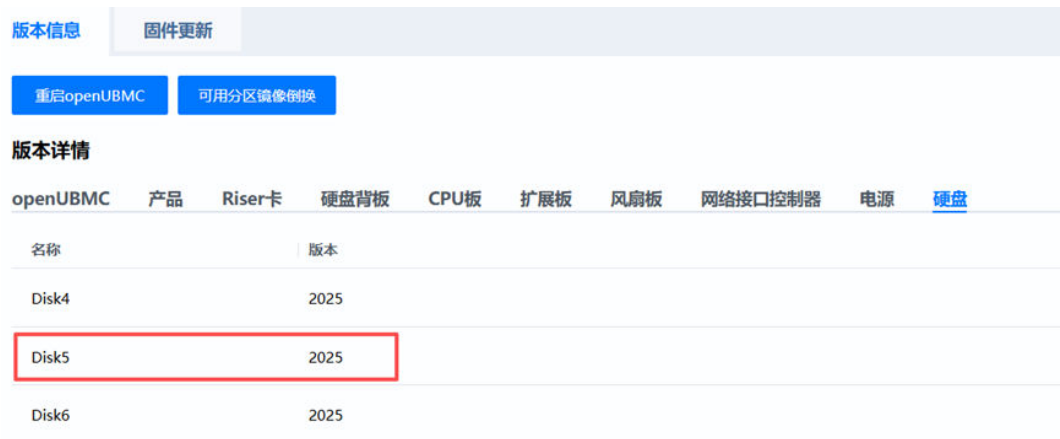 版本信息 固件更新
重启openUBMC 可用分区镜像倒换
版本详情
openUBMC 产品 Riser卡 硬盘背板 CPU板 扩展板 风扇板 网络接口控制器 电源 硬盘
名称 版本
Disk4 2025
Disk5 2025
Disk6 2025